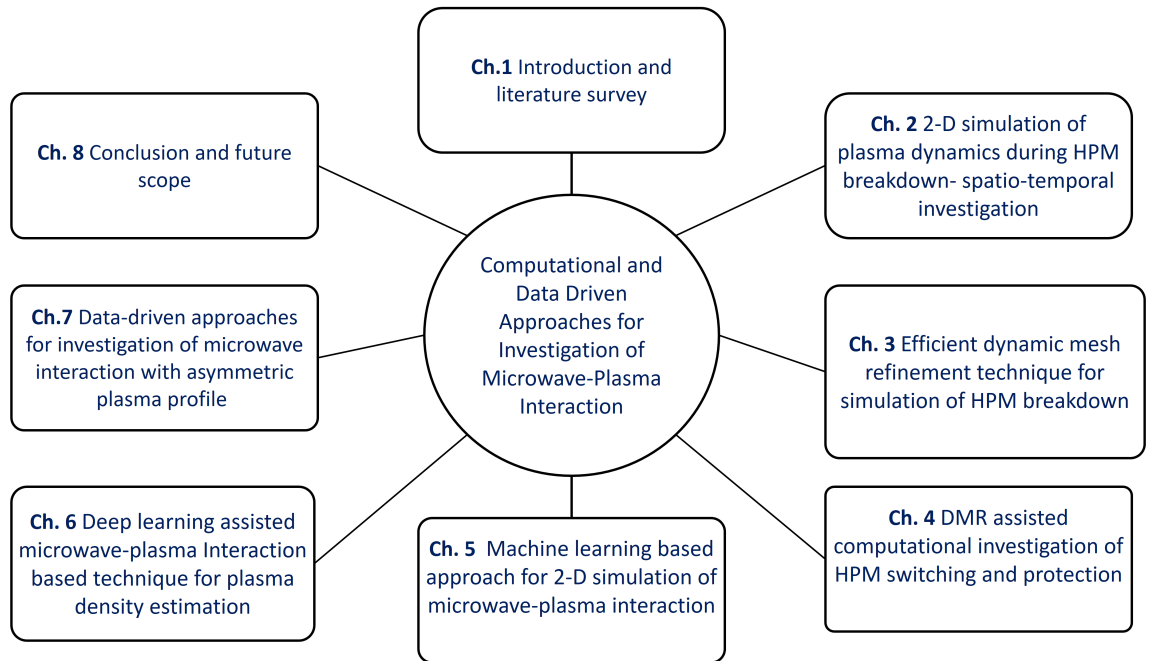 Ch.1 Introduction and
literature survey
Ch. 2 2-D simulation of
plasma dynamics during HPM
breakdown- spatio-temporal
investigation
Ch. 3 Efficient dynamic mesh
refinement technique for
simulation of HPM breakdown
Ch. 4 DMR assisted
computational investigation of
HPM switching and protection
Ch. 5 Machine learning based
approach for 2-D simulation of
microwave-plasma interaction
Ch. 6 Deep learning assisted
microwave-plasma Interaction
based technique for plasma
density estimation
Ch.7 Data-driven approaches
for investigation of microwave
interaction with asymmetric
plasma profile
Ch. 8 Conclusion and future
scope
Computational and
Data Driven
Approaches for
Investigation of
Microwave-Plasma
Interaction